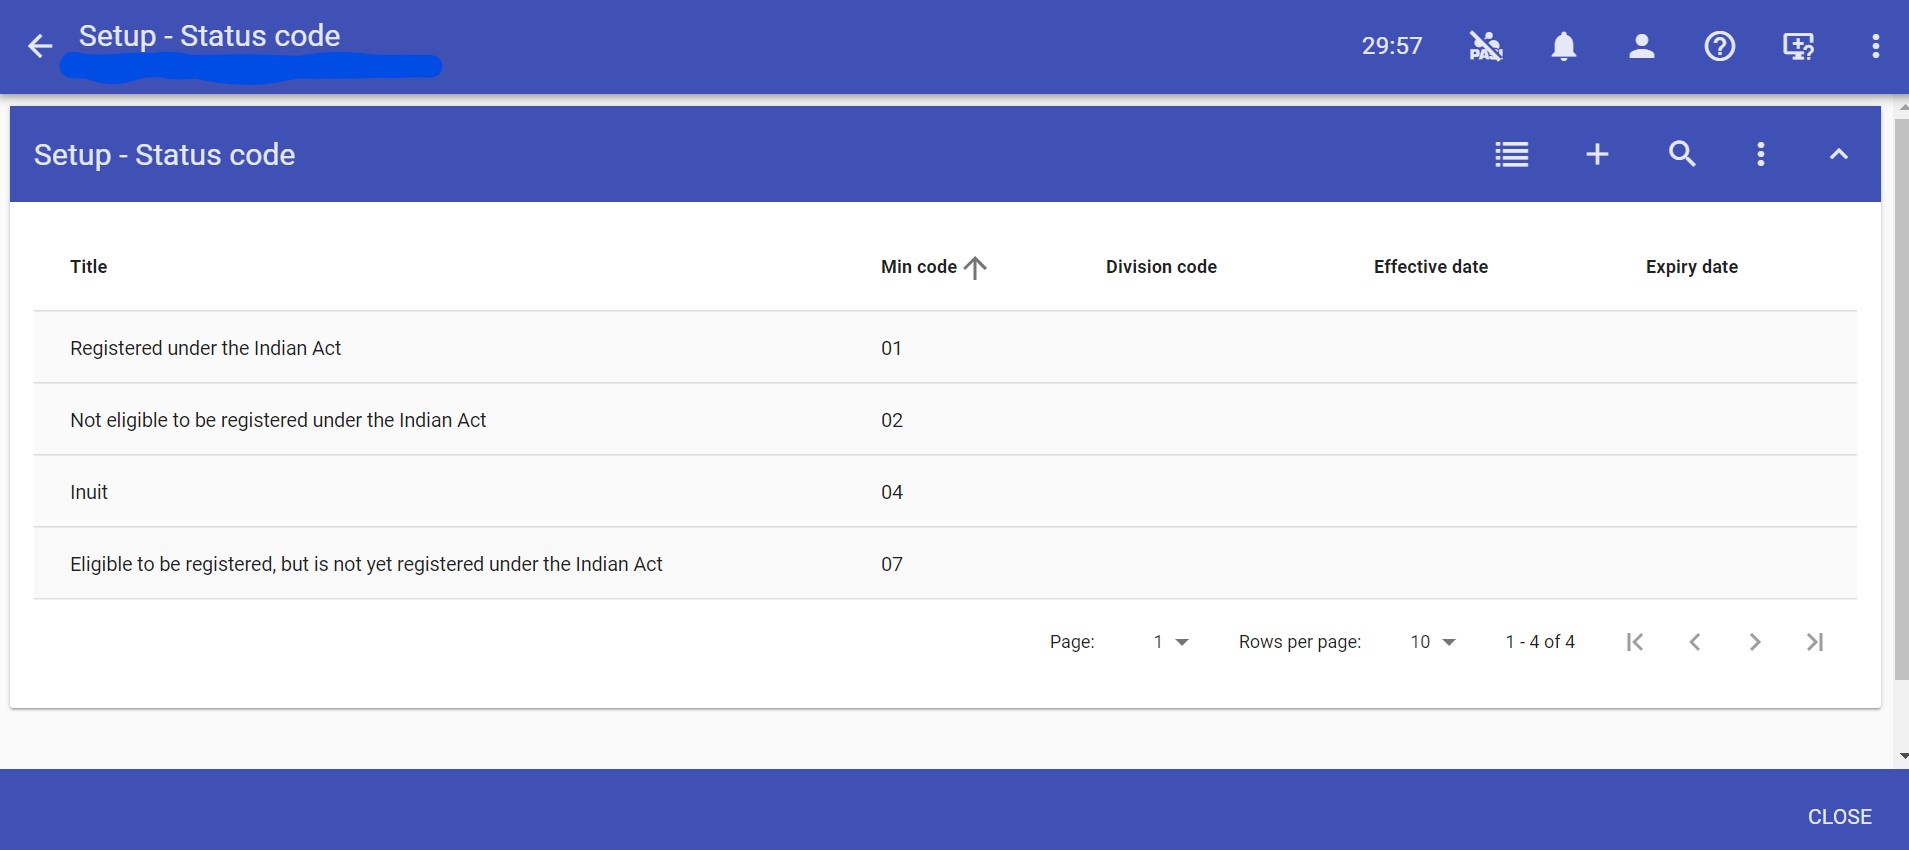 Setup - Status code
29:57
Setup - Status code
Title Min code Division code Effective date Expiry date
Registered under the Indian Act 01
Not eligible to be registered under the Indian Act 02
Inuit 04
Eligible to be registered, but is not yet registered under the Indian Act 07
Page: 1 Rows per page: 10 1 - 4 of 4
CLOSE